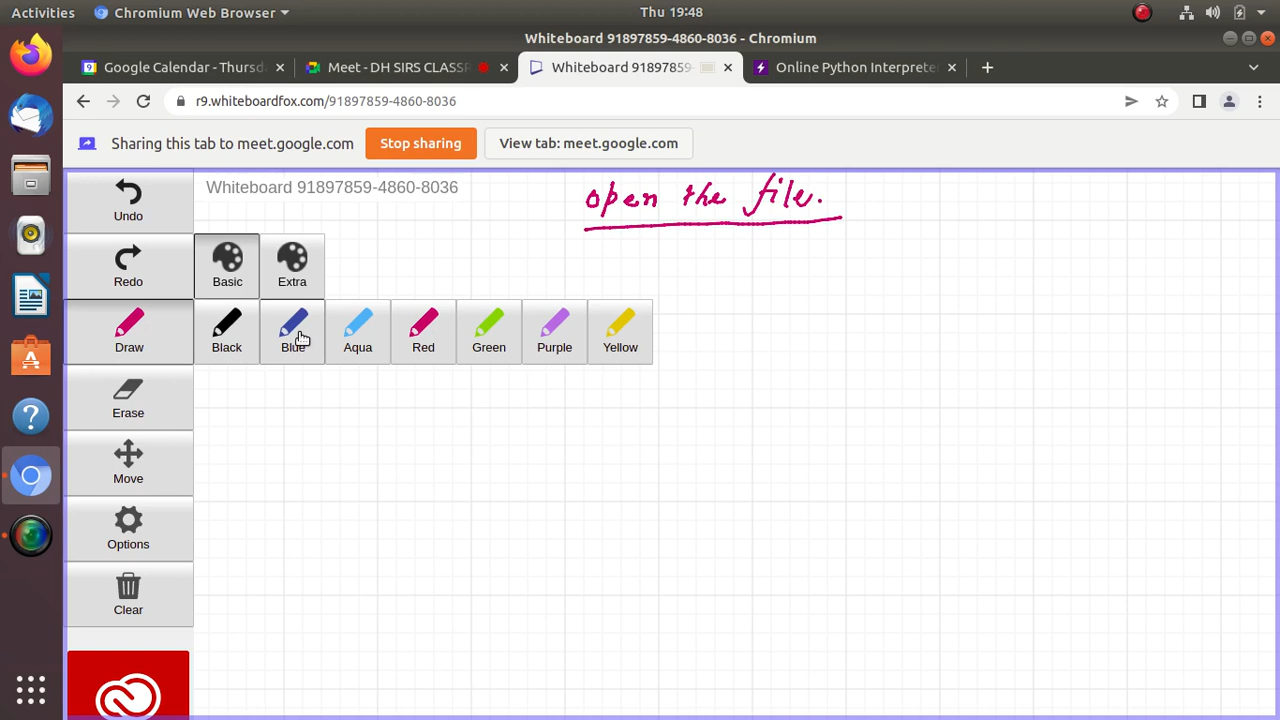 Activities Chromium Web Browser Thu 19:48
Whiteboard 91897859-4860-8036 - Chromium
Google Calendar - Thursd Meet - DH SIRS CLASSR Whiteboard 91897859- Online Python Interprete
r9.whiteboardfox.com/91897859-4860-8036
Sharing this tab to meet.google.com Stop sharing View tab: meet.google.com
Undo Whiteboard 91897859-4860-8036 open the file.
Redo Basic Extra
Draw Black Blue Aqua Red Green Purple Yellow
Erase
Move
Options
Clear